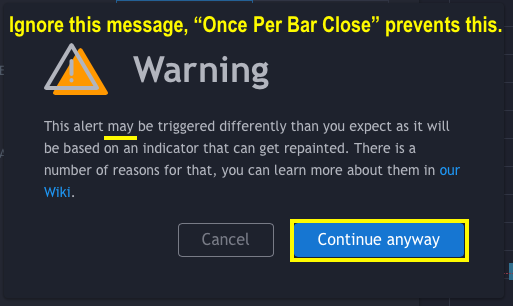 Ignore this message, “Once Per Bar Close” prevents this.
Warning
This alert may be triggered differently than you expect as it will
be based on an indicator that can get repainted. There is a
number of reasons for that, you can learn more about them in our
Wiki.
Cancel
Continue anyway